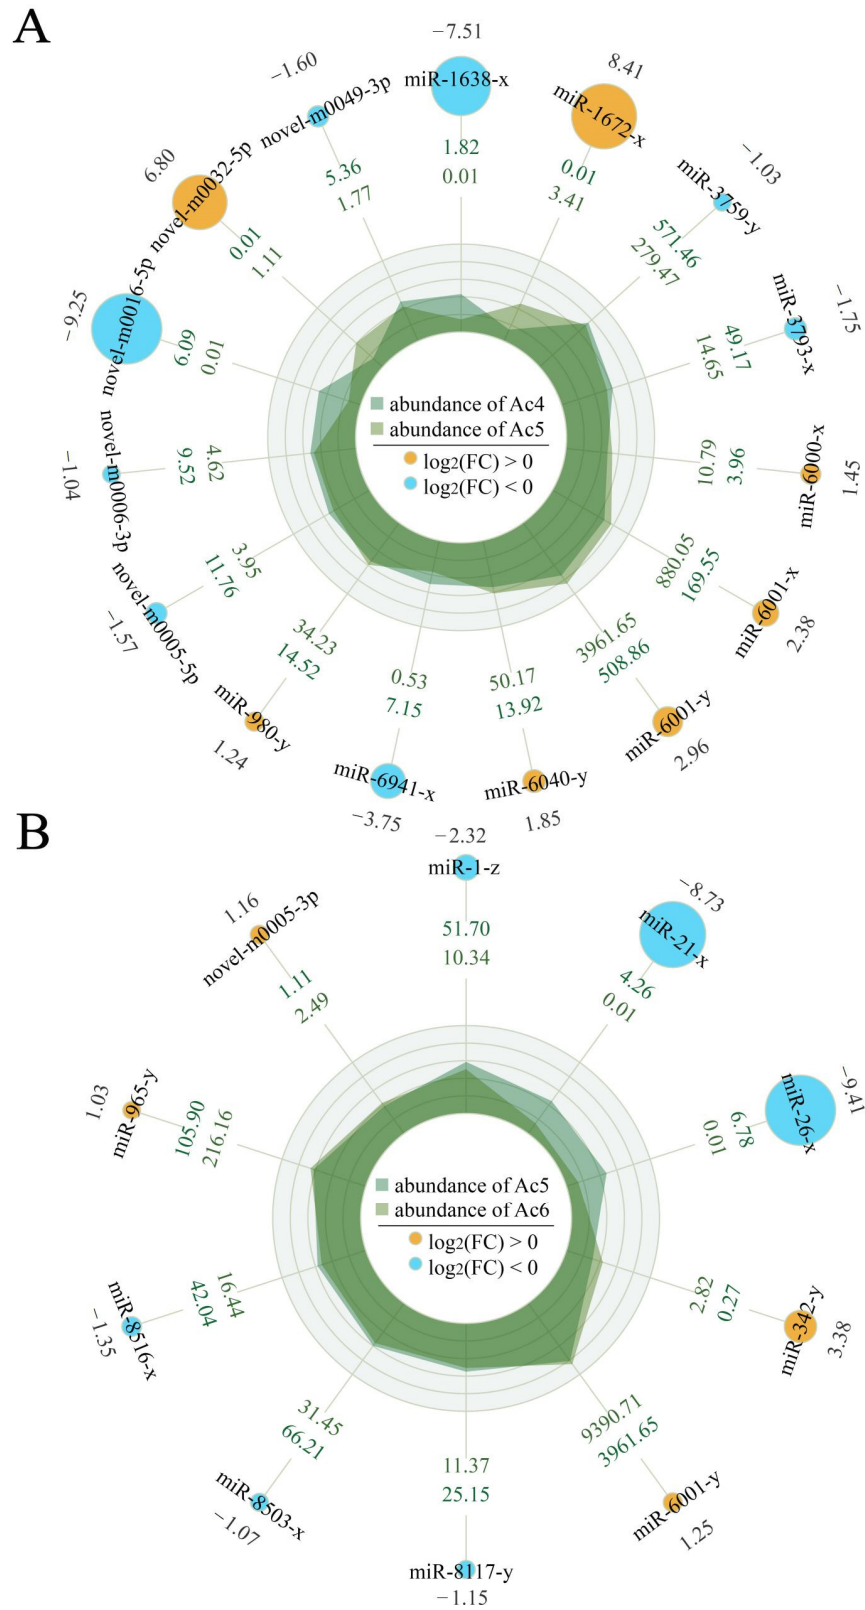 A
−7.51
miR-1638-x
1.82
0.01
8.41
miR-1672-x
0.01
3.41
−1.03
miR-3759-y
571.46
279.47
−1.75
miR-3793-x
49.17
14.65
1.45
miR-6000-x
3.96
10.79
2.38
miR-6001-x
169.55
880.05
2.96
miR-6001-y
508.86
3961.65
1.85
miR-6040-y
13.92
50.17
−3.75
miR-6941-x
7.15
0.53
1.24
miR-980-y
14.52
34.23
−1.57
novel-m0005-5p
11.76
3.95
−1.04
novel-m0006-3p
9.52
4.62
−9.25
novel-m0016-5p
6.09
0.01
6.80
novel-m0032-5p
0.01
1.11
−1.60
novel-m0049-3p
5.36
1.77
abundance of Ac4
abundance of Ac5
log2(FC) > 0
log2(FC) < 0
B
−2.32
miR-1-z
51.70
10.34
−8.73
miR-21-x
4.26
0.01
−9.41
miR-26-x
6.78
0.01
3.38
miR-342-y
0.27
2.82
1.25
miR-6001-y
3961.65
9390.71
11.37
25.15
miR-8117-y
−1.15
−1.07
miR-8503-x
66.21
31.45
−1.35
miR-8516-x
42.04
16.44
1.03
miR-965-y
105.90
216.16
1.16
novel-m0005-3p
1.11
2.49
abundance of Ac5
abundance of Ac6
log2(FC) > 0
log2(FC) < 0